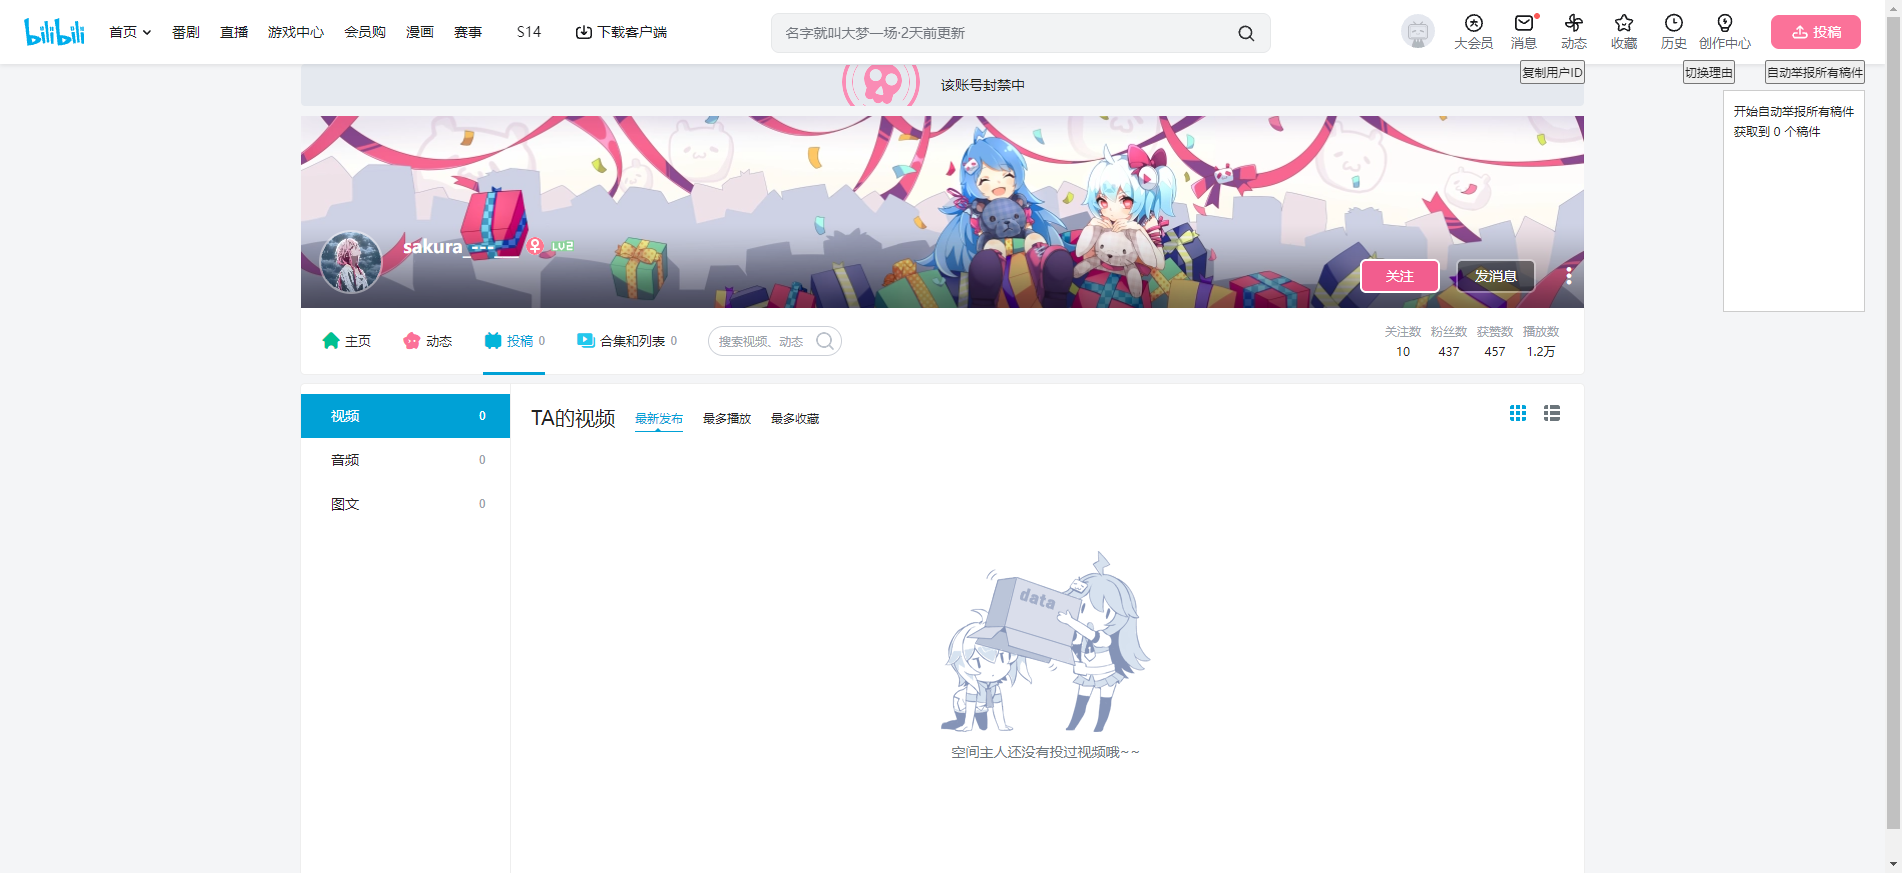 bilibili
首页
番剧
直播
游戏中心
会员购
漫画
赛事
S14
下载客户端
名字就叫大梦一场·2天前更新
大会员
消息
动态
收藏
历史
创作中心
投稿
复制用户ID
切换理由
自动举报所有稿件
该账号封禁中
开始自动举报所有稿件
获取到 0 个稿件
sakura_---___
LV2
关注
发消息
主页
动态
投稿 0
合集和列表 0
搜索视频、动态
关注数 粉丝数 获赞数 播放数
10 437 457 1.2万
视频 0
TA的视频
最新发布
最多播放
最多收藏
音频 0
图文 0
data
空间主人还没有投过视频哦~~